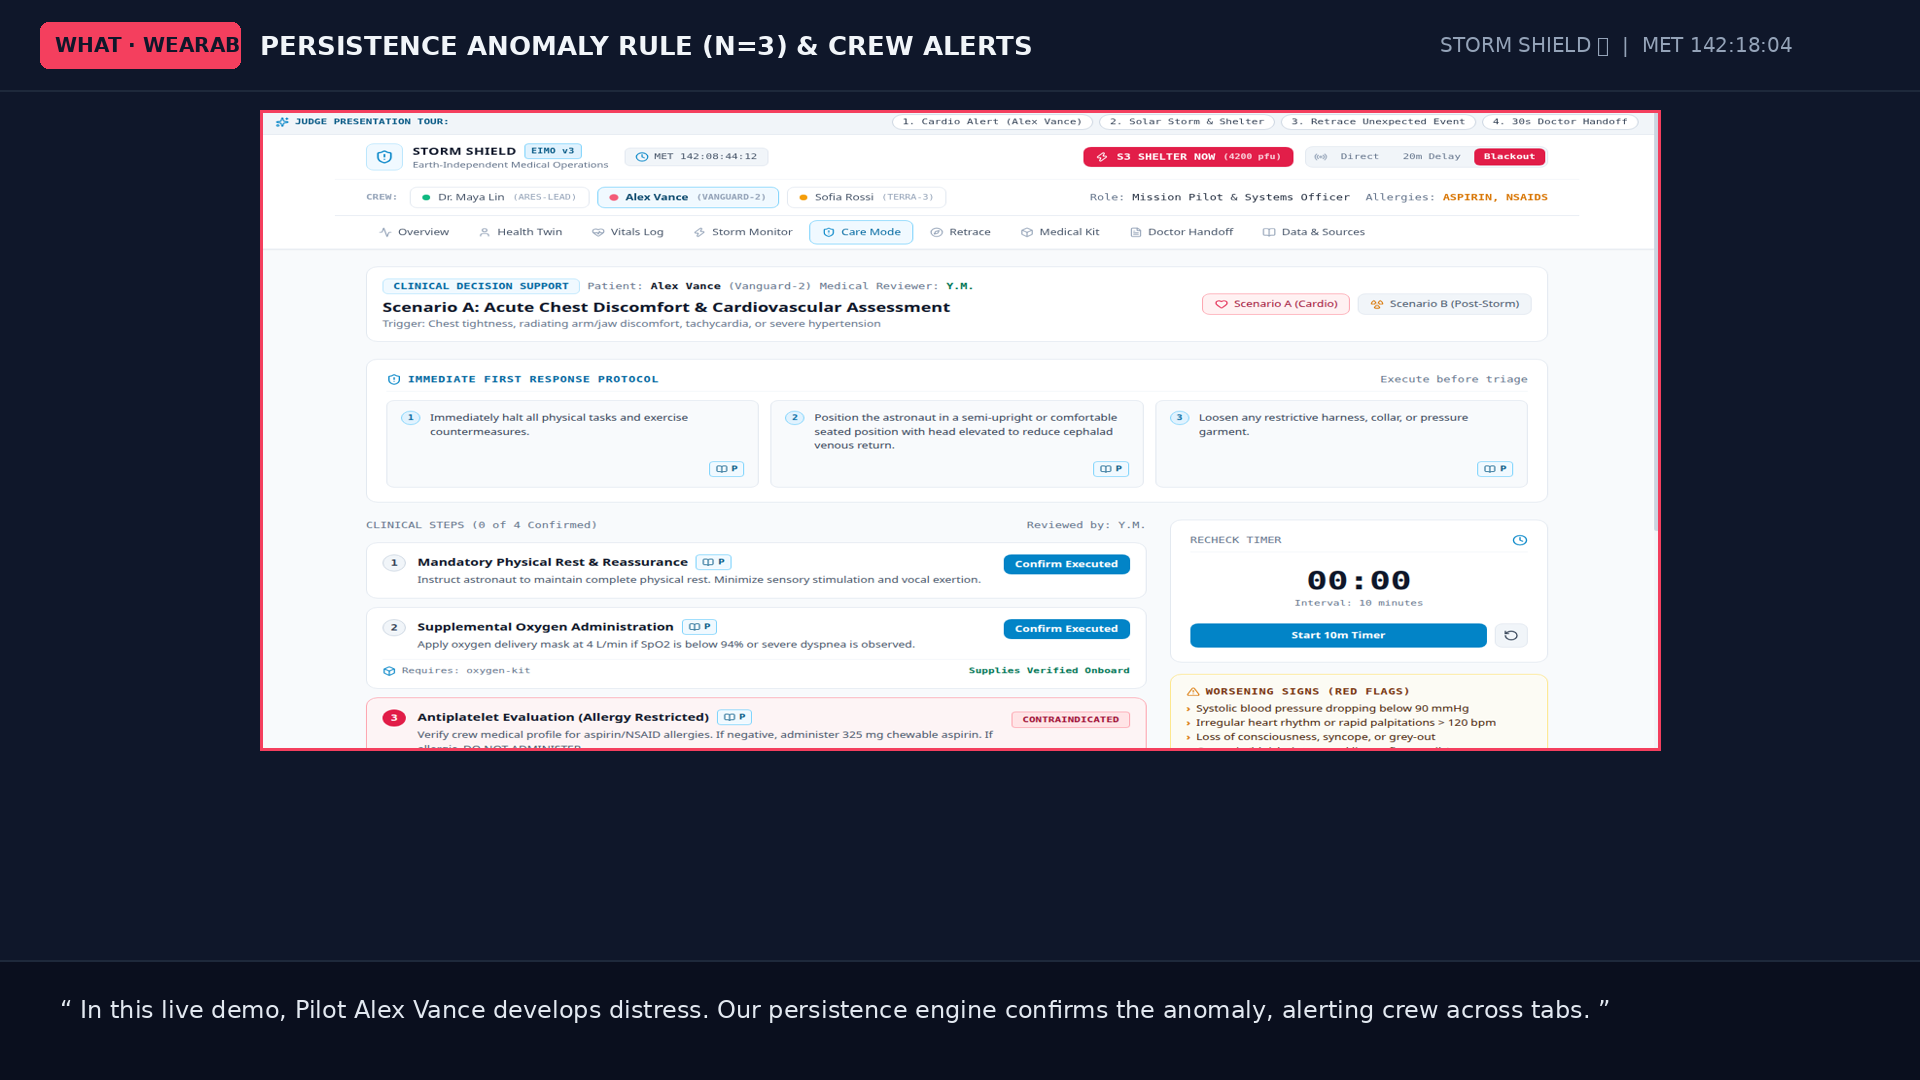 WHAT · WEARAB
PERSISTENCE ANOMALY RULE (N=3) & CREW ALERTS
STORM SHIELD | MET 142:18:04
JUDGE PRESENTATION TOUR:
1. Cardio Alert (Alex Vance)
2. Solar Storm & Shelter
3. Retrace Unexpected Event
4. 30s Doctor Handoff
STORM SHIELD EIMO v3
Earth-Independent Medical Operations
MET 142:08:44:12
S3 SHELTER NOW (4200 pfu)
Direct
20m Delay
Blackout
CREW:
Dr. Maya Lin (ARES-LEAD)
Alex Vance (VANGUARD-2)
Sofia Rossi (TERRA-3)
Role: Mission Pilot & Systems Officer
Allergies: ASPIRIN, NSAIDS
Overview
Health Twin
Vitals Log
Storm Monitor
Care Mode
Retrace
Medical Kit
Doctor Handoff
Data & Sources
CLINICAL DECISION SUPPORT Patient: Alex Vance (Vanguard-2) Medical Reviewer: Y.M.
Scenario A: Acute Chest Discomfort & Cardiovascular Assessment
Trigger: Chest tightness, radiating arm/jaw discomfort, tachycardia, or severe hypertension
Scenario A (Cardio)
Scenario B (Post-Storm)
IMMEDIATE FIRST RESPONSE PROTOCOL
Execute before triage
1 Immediately halt all physical tasks and exercise
countermeasures.
P
2 Position the astronaut in a semi-upright or comfortable
seated position with head elevated to reduce cephalad
venous return.
P
3 Loosen any restrictive harness, collar, or pressure
garment.
P
CLINICAL STEPS (0 of 4 Confirmed)
Reviewed by: Y.M.
1 Mandatory Physical Rest & Reassurance P
Instruct astronaut to maintain complete physical rest. Minimize sensory stimulation and vocal exertion.
Confirm Executed
2 Supplemental Oxygen Administration P
Apply oxygen delivery mask at 4 L/min if SpO2 is below 94% or severe dyspnea is observed.
Confirm Executed
Requires: oxygen-kit
Supplies Verified Onboard
3 Antiplatelet Evaluation (Allergy Restricted) P
Verify crew medical profile for aspirin/NSAID allergies. If negative, administer 325 mg chewable aspirin. If
CONTRAINDICATED
RECHECK TIMER
00:00
Interval: 10 minutes
Start 10m Timer
WORSENING SIGNS (RED FLAGS)
› Systolic blood pressure dropping below 90 mmHg
› Irregular heart rhythm or rapid palpitations > 120 bpm
› Loss of consciousness, syncope, or grey-out
“ In this live demo, Pilot Alex Vance develops distress. Our persistence engine confirms the anomaly, alerting crew across tabs. ”